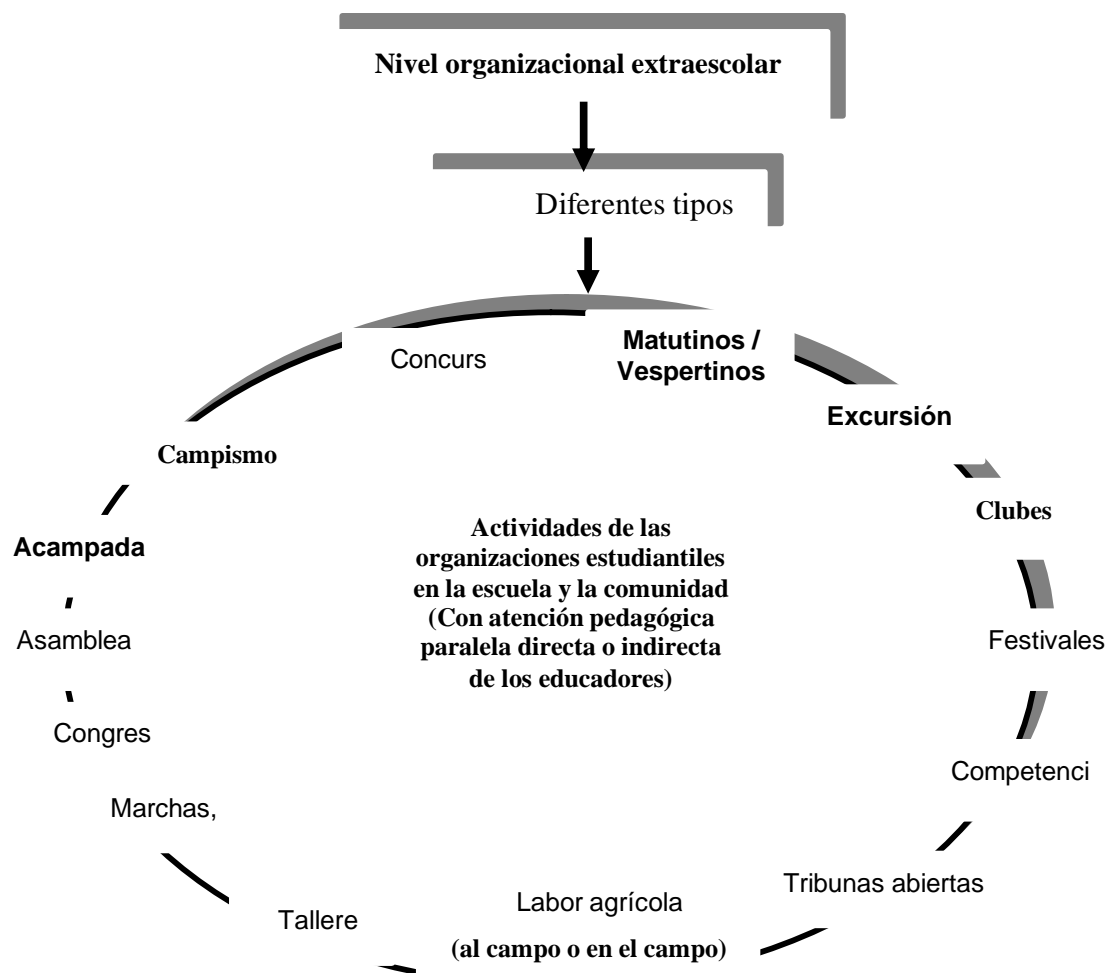 Nivel organizacional extraescolar
Diferentes tipos
Matutinos /
Vespertinos
Concurs
Excursión
Campismo
Clubes
Actividades de las
organizaciones estudiantiles
en la escuela y la comunidad
(Con atención pedagógica
paralela directa o indirecta
de los educadores)
Acampada
Asamblea
Festivales
Congres
Competenci
Marchas,
Tribunas abiertas
Labor agrícola
(al campo o en el campo)
Tallere